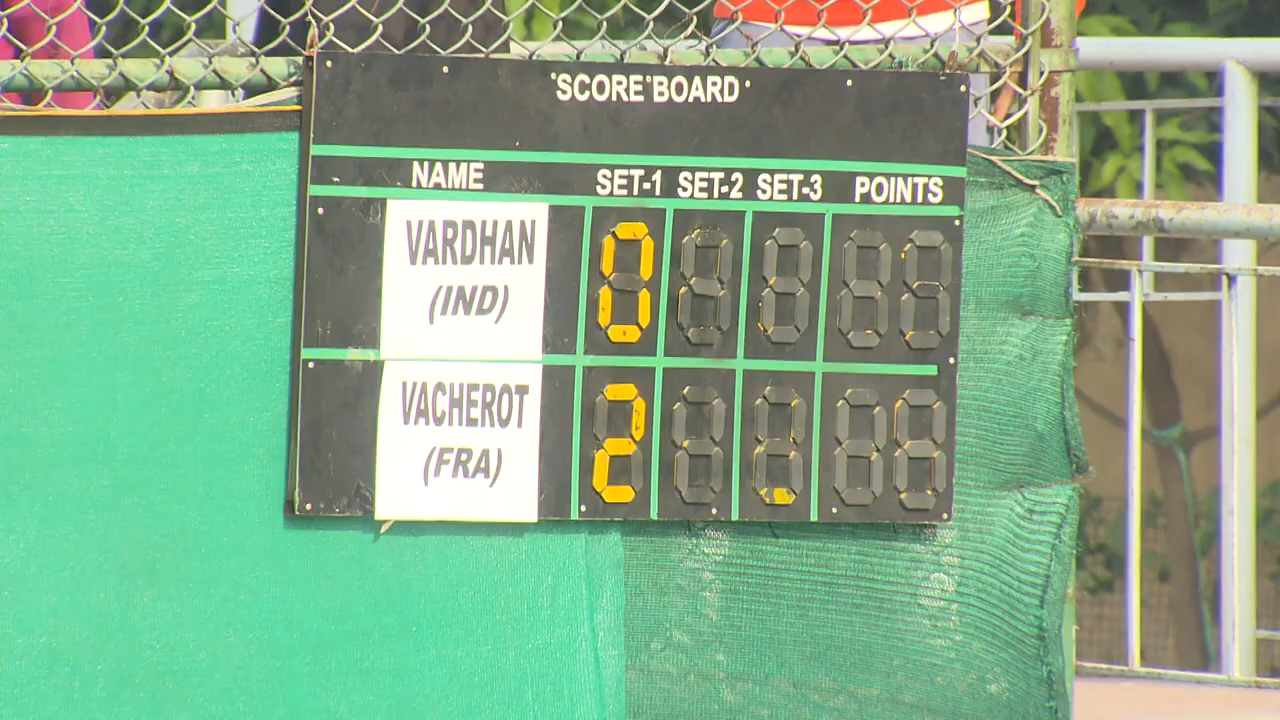 SCORE BOARD
NAME SET-1 SET-2 SET-3 POINTS
VARDHAN 0
(IND)
VACHEROT 2
(FRA)